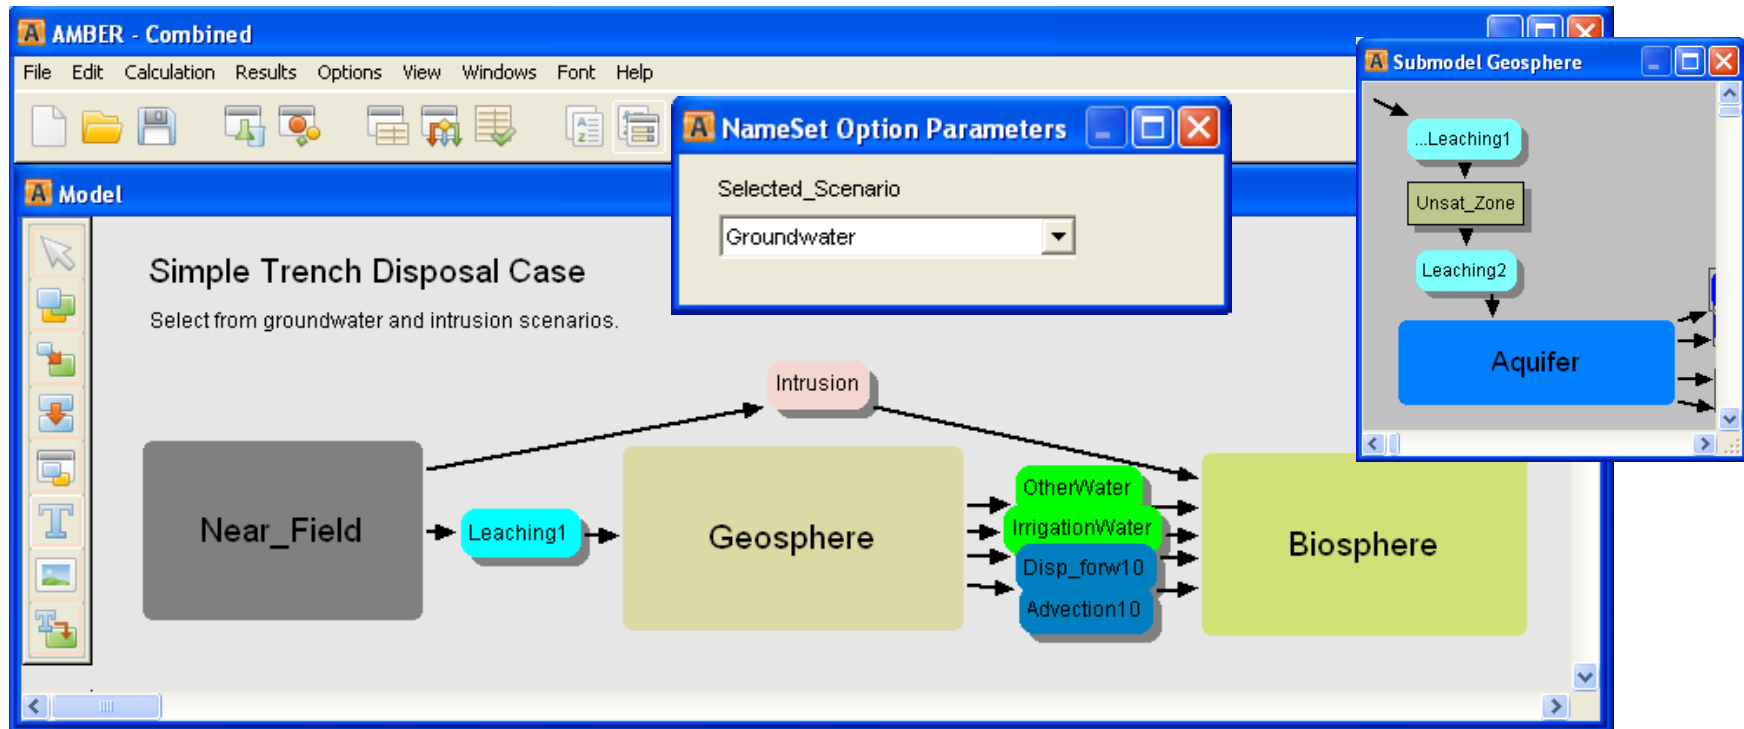 AMBER - Combined
File Edit Calculation Results Options View Windows Font Help
Model
Simple Trench Disposal Case
Select from groundwater and intrusion scenarios.
Intrusion
Near_Field
Leaching1
Geosphere
OtherWater
IrrigationWater
Disp_forw10
Advection10
Biosphere
NameSet Option Parameters
Selected_Scenario
Groundwater
Submodel Geosphere
...Leaching1
Unsat_Zone
Leaching2
Aquifer